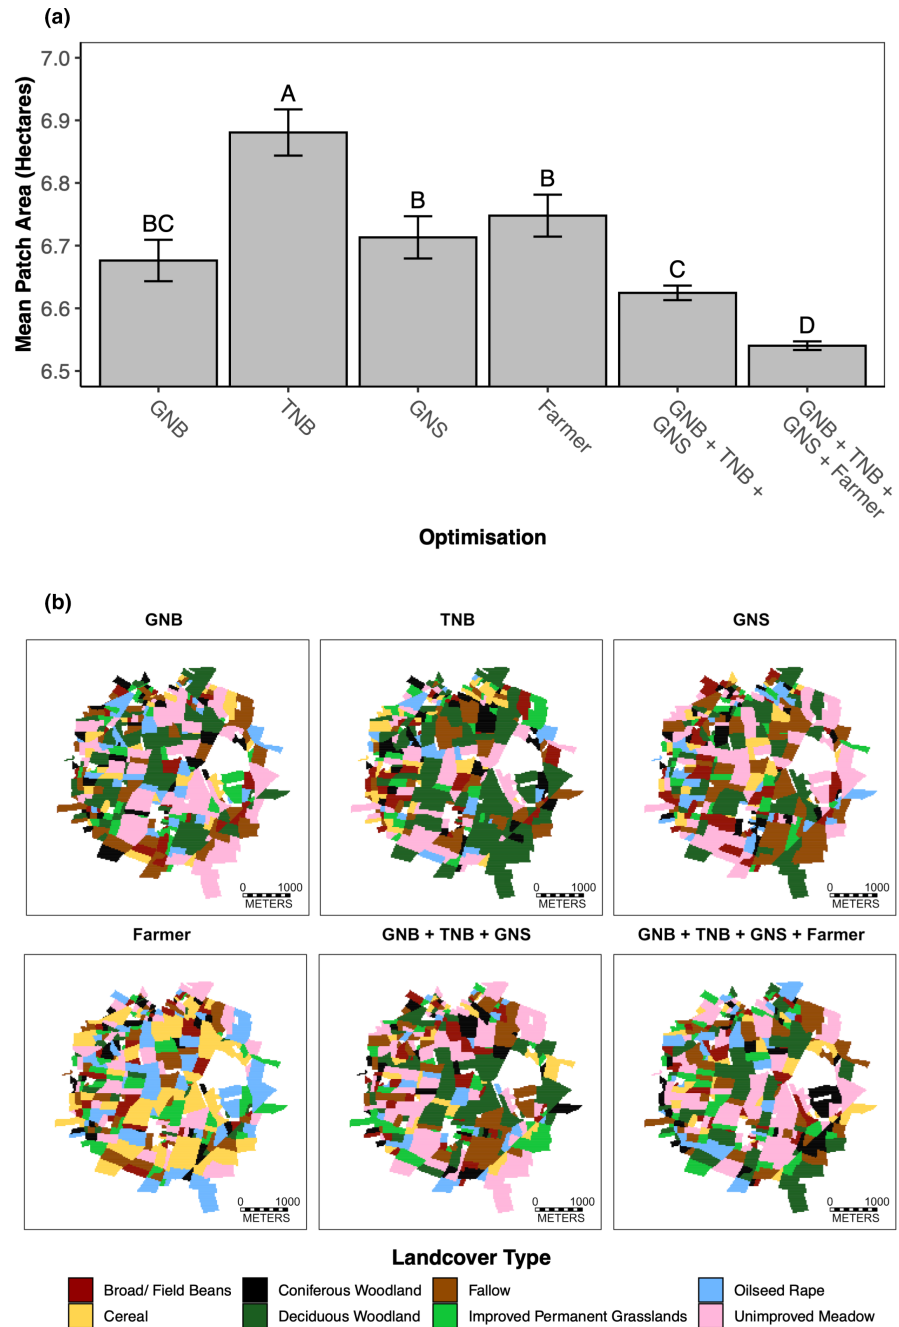 (a)
Mean Patch Area (Hectares)
7.0
6.9
6.8
6.7
6.6
6.5
BC
A
B
B
C
D
GNB
TNB
GNS
Farmer
GNB + TNB +
GNS
GNB + TNB +
GNS + Farmer
Optimisation
(b)
GNB
TNB
GNS
0 1000
METERS
0 1000
METERS
0 1000
METERS
Farmer
GNB + TNB + GNS
GNB + TNB + GNS + Farmer
0 1000
METERS
0 1000
METERS
0 1000
METERS
Landcover Type
Broad/ Field Beans
Coniferous Woodland
Fallow
Oilseed Rape
Cereal
Deciduous Woodland
Improved Permanent Grasslands
Unimproved Meadow